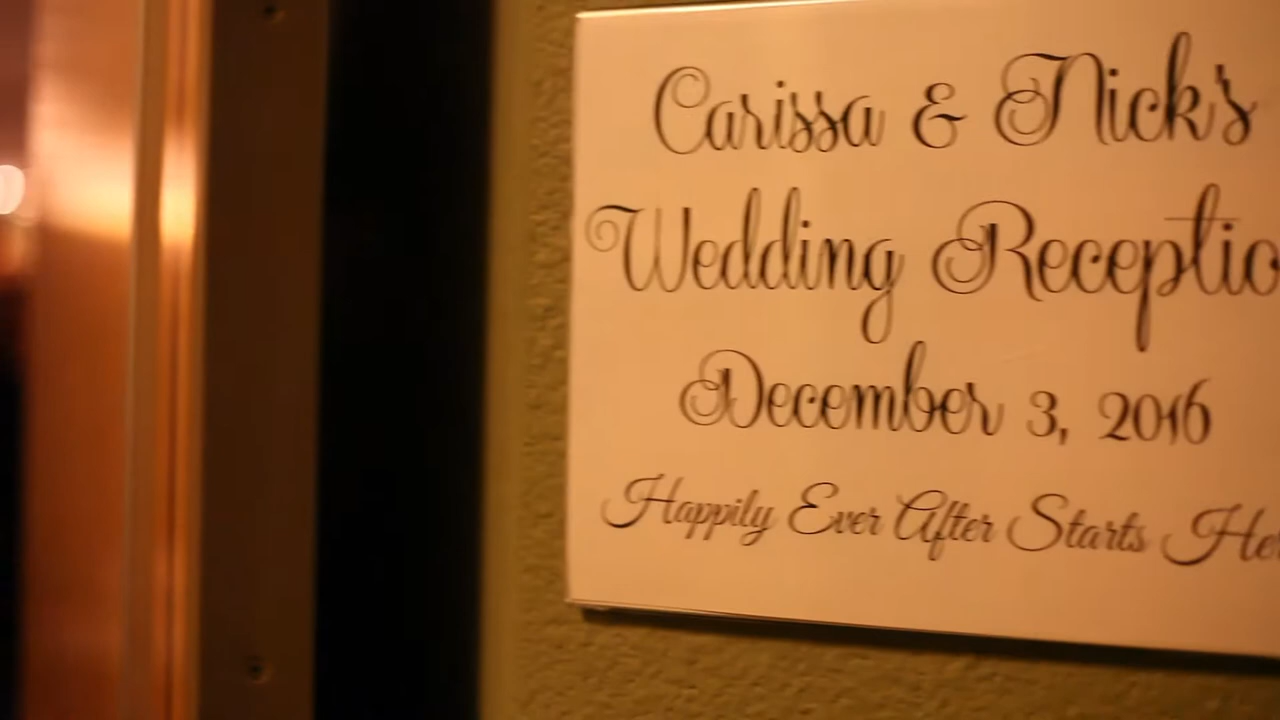 Carissa & Nick's
Wedding Receptio
December 3, 2016
Happily Ever After Starts He